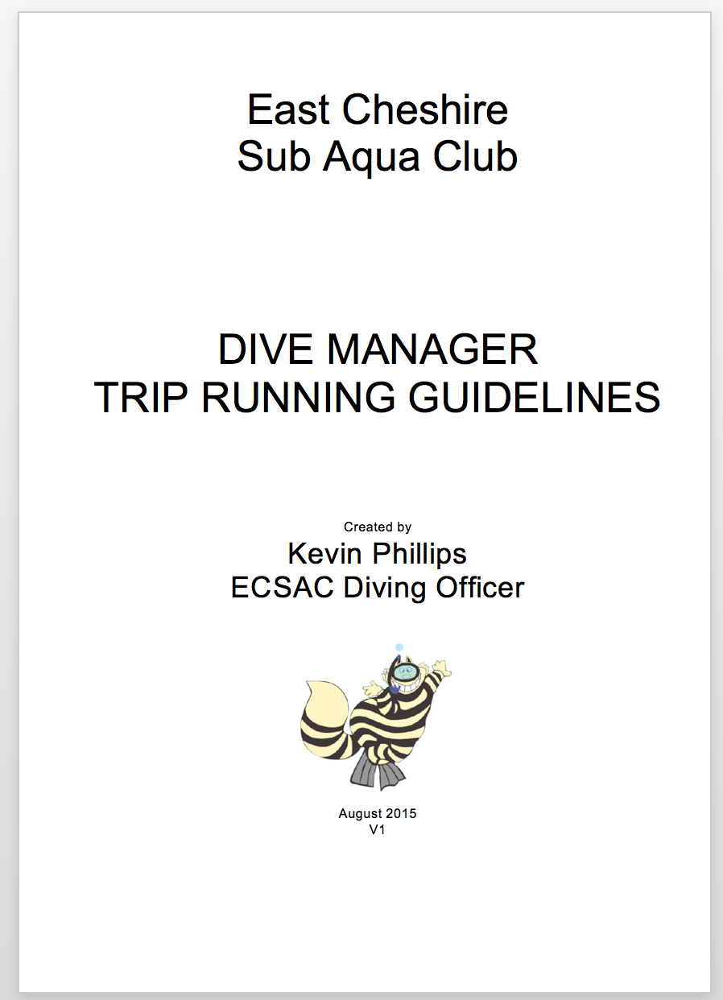 East Cheshire
Sub Aqua Club
DIVE MANAGER
TRIP RUNNING GUIDELINES
Created by
Kevin Phillips
ECSAC Diving Officer
August 2015
V1